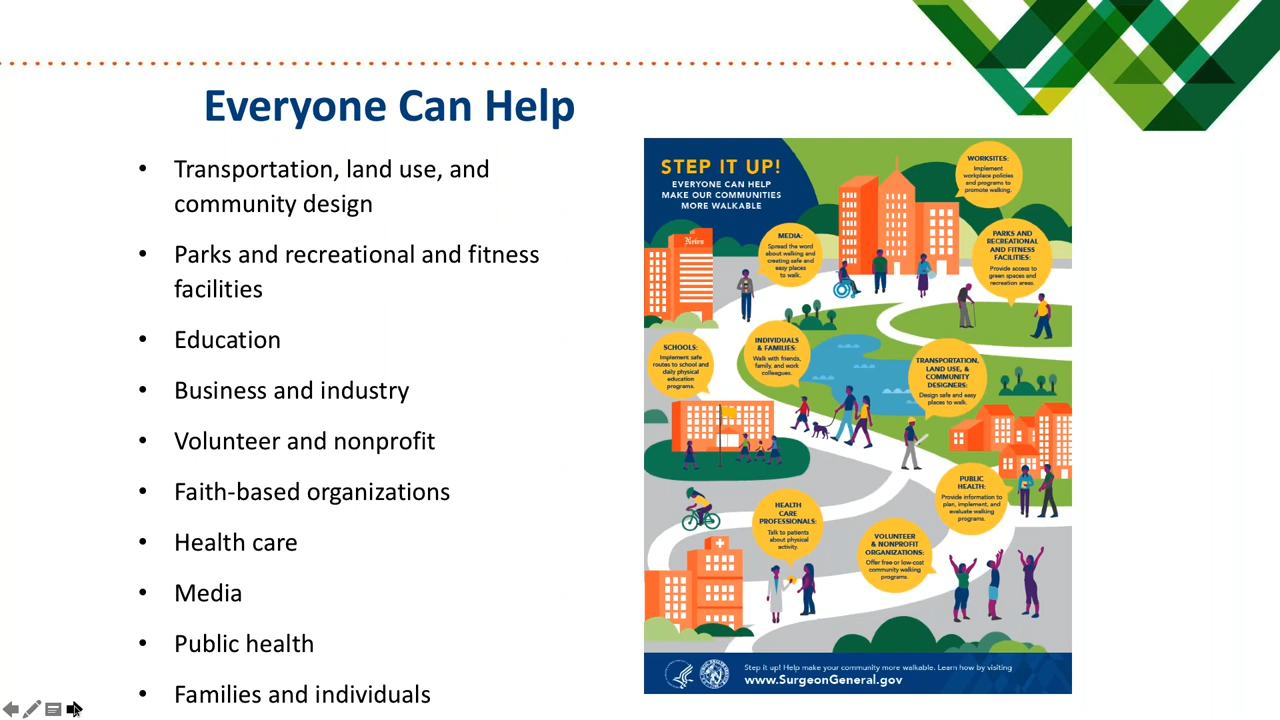 Everyone Can Help
• Transportation, land use, and
community design
• Parks and recreational and fitness
facilities
• Education
• Business and industry
• Volunteer and nonprofit
• Faith-based organizations
• Health care
• Media
• Public health
• Families and individuals
STEP IT UP!
EVERYONE CAN HELP
MAKE OUR COMMUNITIES
MORE WALKABLE
WORKSITES:
Implement
workplace policies
and programs to
promote walking.
News
MEDIA:
Spread the word
about walking and
creating safe and
easy places
to walk.
PARKS AND
RECREATIONAL
AND FITNESS
FACILITIES:
Provide access to
green spaces and
recreation areas.
SCHOOLS:
Implement safe
routes to school and
daily physical
education
programs.
INDIVIDUALS
& FAMILIES:
Walk with friends,
family, and work
colleagues.
TRANSPORTATION,
LAND USE, &
COMMUNITY
DESIGNERS:
Design safe and easy
places to walk.
PUBLIC
HEALTH:
Provide information to
plan, implement, and
evaluate walking
programs.
HEALTH
CARE
PROFESSIONALS:
Talk to patients
about physical
activity.
VOLUNTEER
& NONPROFIT
ORGANIZATIONS:
Offer free or low-cost
community walking
programs.
Step it up! Help make your community more walkable. Learn how by visiting
www.SurgeonGeneral.gov